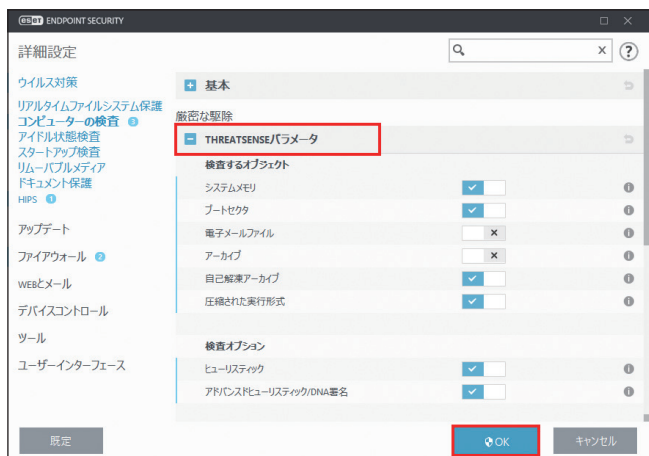 eset ENDPOINT SECURITY
詳細設定
ウイルス対策
リアルタイムファイルシステム保護
コンピューターの検査 3
アイドル状態検査
スタートアップ検査
リムーバブルメディア
ドキュメント保護
HIPS 1
アップデート
ファイアウォール 2
WEBとメール
デバイスコントロール
ツール
ユーザーインターフェース
基本
厳密な駆除
THREATSENSEパラメータ
検査するオブジェクト
システムメモリ
ブートセクタ
電子メールファイル
アーカイブ
自己解凍アーカイブ
圧縮された実行形式
検査オプション
ヒューリスティック
アドバンスドヒューリスティック/DNA署名
既定
OK
キャンセル